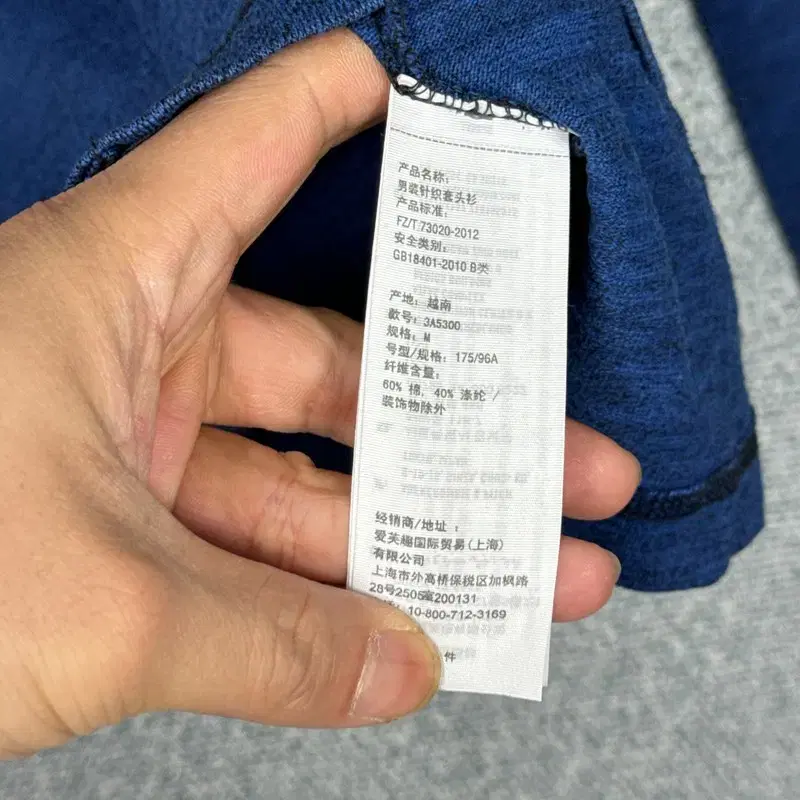 产品名称:
男装针织套头衫
产品标准:
FZ/T 73020-2012
安全类别:
GB18401-2010 B类
产地: 越南
款号: 3A5300
规格: M
号型/规格: 175/96A
纤维含量:
60% 棉, 40% 涤纶 /
装饰物除外
经销商/地址 :
爱芙趣国际贸易(上海)
有限公司
上海市外高桥保税区加枫路
28号2505室200131
10-800-712-3169
件